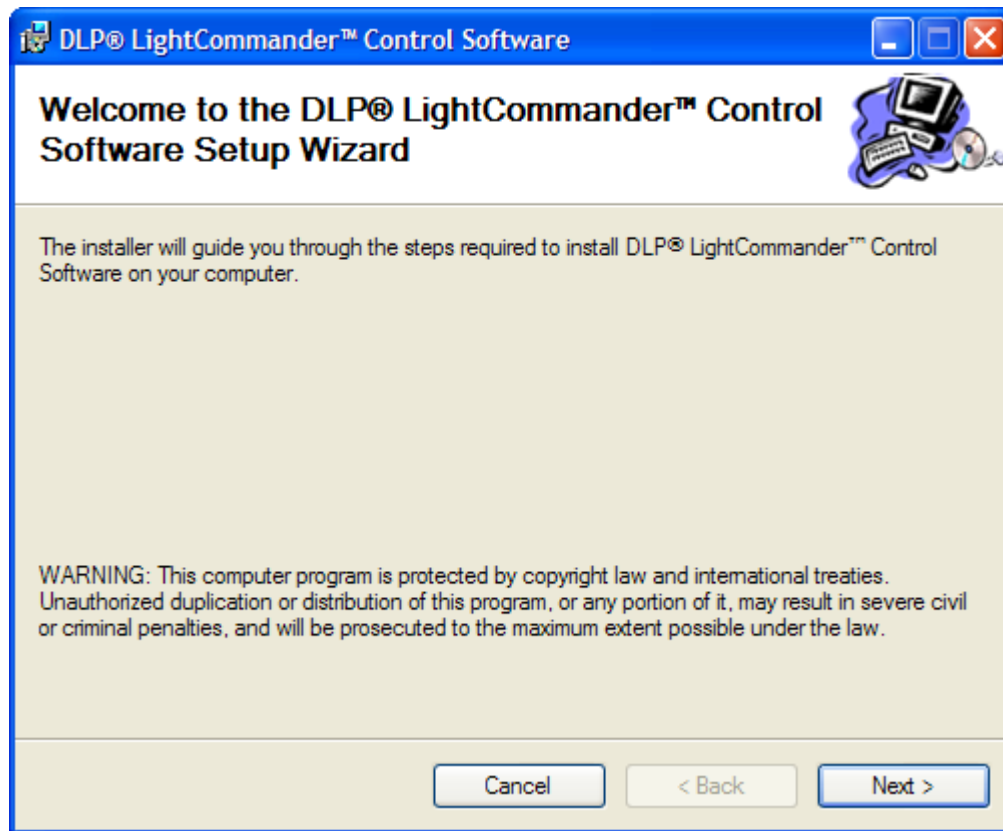 DLP® LightCommander™ Control Software
Welcome to the DLP® LightCommander™ Control
Software Setup Wizard
The installer will guide you through the steps required to install DLP® LightCommander™ Control
Software on your computer.
WARNING: This computer program is protected by copyright law and international treaties.
Unauthorized duplication or distribution of this program, or any portion of it, may result in severe civil
or criminal penalties, and will be prosecuted to the maximum extent possible under the law.
Cancel
< Back
Next >